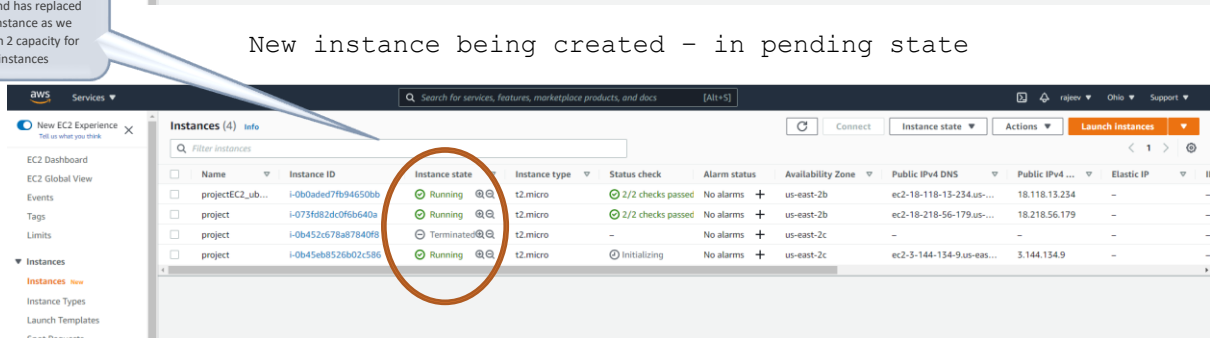 nd has replaced
nstance as we
n 2 capacity for
instances
New instance being created – in pending state
aws Services ▼ Search for services, features, marketplace products, and docs [Alt+S] rajeev ▼ Ohio ▼ Support ▼
New EC2 Experience
Tell us what you think
EC2 Dashboard
EC2 Global View
Events
Tags
Limits
▼ Instances
Instances New
Instance Types
Launch Templates
Spot Requests
Instances (4) Info Connect Instance state ▼ Actions ▼ Launch instances ▼
Filter instances < 1 >
Name Instance ID Instance state Instance type Status check Alarm status Availability Zone Public IPv4 DNS Public IPv4 ... Elastic IP
projectEC2_ub... i-0b0aded7fb94650bb Running t2.micro 2/2 checks passed No alarms + us-east-2b ec2-18-118-13-234.us-... 18.118.13.234 –
project i-073fd82dc0f6b640a Running t2.micro 2/2 checks passed No alarms + us-east-2b ec2-18-218-56-179.us-... 18.218.56.179 –
project i-0b452c678a87840f8 Terminated t2.micro – No alarms + us-east-2c – – –
project i-0b45eb8526b02c586 Running t2.micro Initializing No alarms + us-east-2c ec2-3-144-134-9.us-eas... 3.144.134.9 –